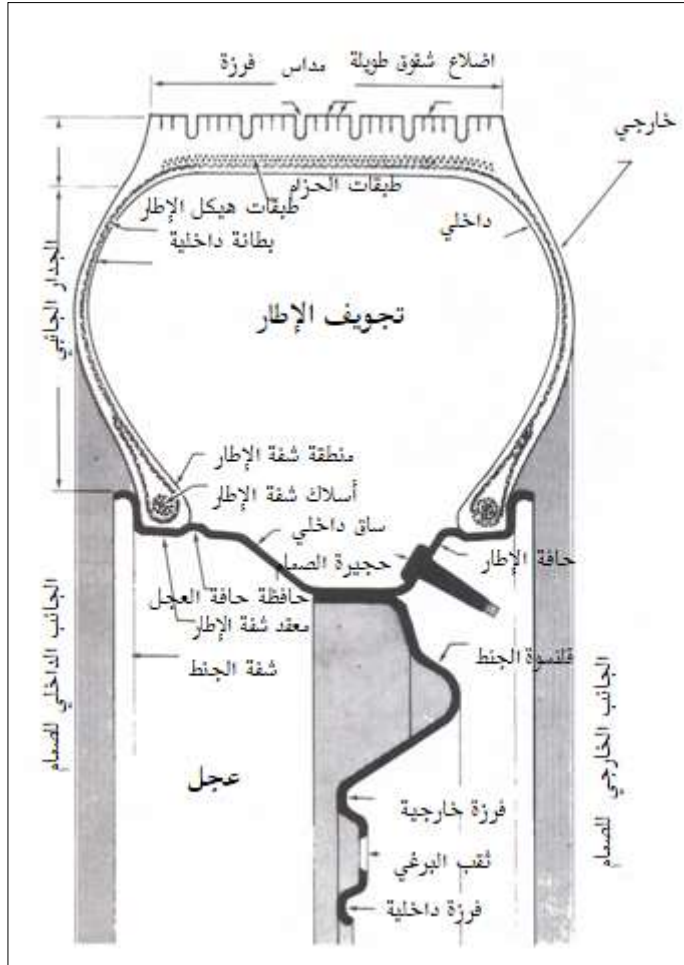 اضلاع شقوق طويلة مداس فرزة
خارجي
طبقات الحزام
طبقات هيكل الإطار
بطانة داخلية
داخلي
الجدار الجانبي
تجويف الإطار
منطقة شفة الإطار
أسلاك شفة الإطار
ساق داخلي
حجيرة الصمام
حافة الإطار
حافظة حافة العجل
معقد شفة الإطار
شفة الجنط
قلنسوة الجنط
الجانب الداخلي للصمام
الجانب الخارجي للصمام
عجل
فرزة خارجية
ثقب البرغي
فرزة داخلية